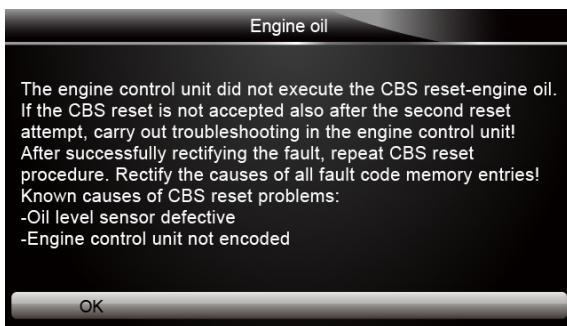 Engine oil
The engine control unit did not execute the CBS reset-engine oil.
If the CBS reset is not accepted also after the second reset
attempt, carry out troubleshooting in the engine control unit!
After successfully rectifying the fault, repeat CBS reset
procedure. Rectify the causes of all fault code memory entries!
Known causes of CBS reset problems:
-Oil level sensor defective
-Engine control unit not encoded
OK